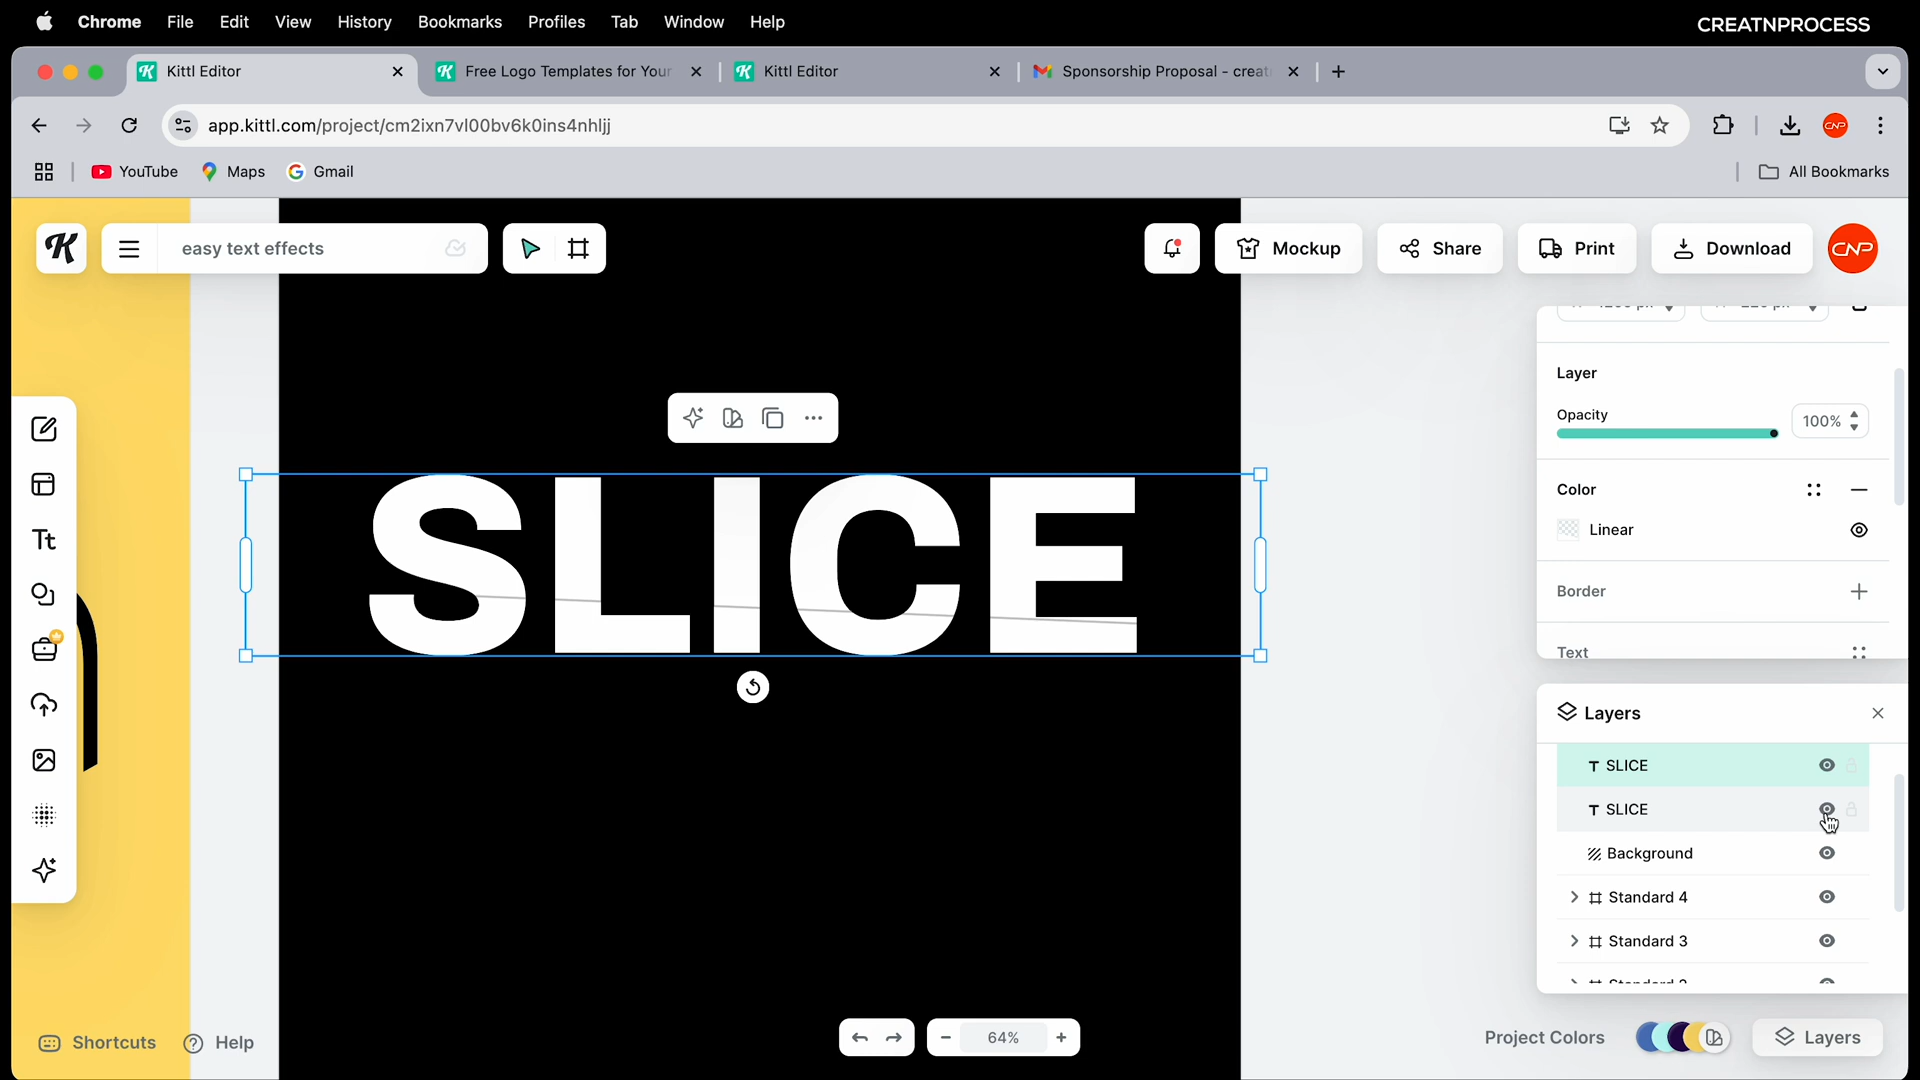 Chrome File Edit View History Bookmarks Profiles Tab Window Help
CREATNPROCESS
Kittl Editor
Free Logo Templates for Your
Kittl Editor
Sponsorship Proposal - creat
app.kittl.com/project/cm2ixn7vl00bv6k0ins4nhljj
CNP
YouTube
Maps
Gmail
All Bookmarks
K
easy text effects
Mockup
Share
Print
Download
CNP
Layer
Opacity
100%
Color
Linear
Border
Text
SLICE
Tt
Layers
T SLICE
T SLICE
Background
Standard 4
Standard 3
Shortcuts
Help
64%
Project Colors
Layers